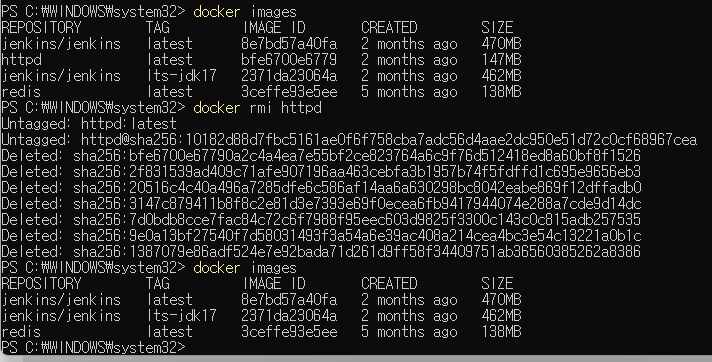 PS C:₩WINDOWS₩system32> docker images
REPOSITORY TAG IMAGE ID CREATED SIZE
jenkins/jenkins latest 8e7bd57a40fa 2 months ago 470MB
httpd latest bfe6700e6779 2 months ago 147MB
jenkins/jenkins lts-jdk17 2371da23064a 2 months ago 462MB
redis latest 3ceffe93e5ee 5 months ago 138MB
PS C:₩WINDOWS₩system32> docker rmi httpd
Untagged: httpd:latest
Untagged: httpd@sha256:10182d88d7fbc5161ae0f6f758cba7adc56d4aae2dc950e51d72c0cf68967cea
Deleted: sha256:bfe6700e67790a2c4a4ea7e55bf2ce823764a6c9f76d512418ed8a60bf8f1526
Deleted: sha256:2f831539ad409c71afe907196aa463cebfa3b1957b74f5fdffd1c695e9656eb3
Deleted: sha256:20516c4c40a496a7285dfe6c586af14aa6a630298bc8042eabe869f12dffadb0
Deleted: sha256:3147c879411b8f8c2e81d3e7393e69f0ecea6fb9417944074e288a7cde9d14dc
Deleted: sha256:7d0bdb8cce7fac84c72c6f7988f95eec603d9825f3300c143c0c815adb257535
Deleted: sha256:9e0a13bf27540f7d58031493f3a54a6e39ac408a214cea4bc3e54c13221a0b1c
Deleted: sha256:1387079e86adf524e7e92bada71d261d9ff58f34409751ab36560385262a8386
PS C:₩WINDOWS₩system32> docker images
REPOSITORY TAG IMAGE ID CREATED SIZE
jenkins/jenkins latest 8e7bd57a40fa 2 months ago 470MB
jenkins/jenkins lts-jdk17 2371da23064a 2 months ago 462MB
redis latest 3ceffe93e5ee 5 months ago 138MB
PS C:₩WINDOWS₩system32>